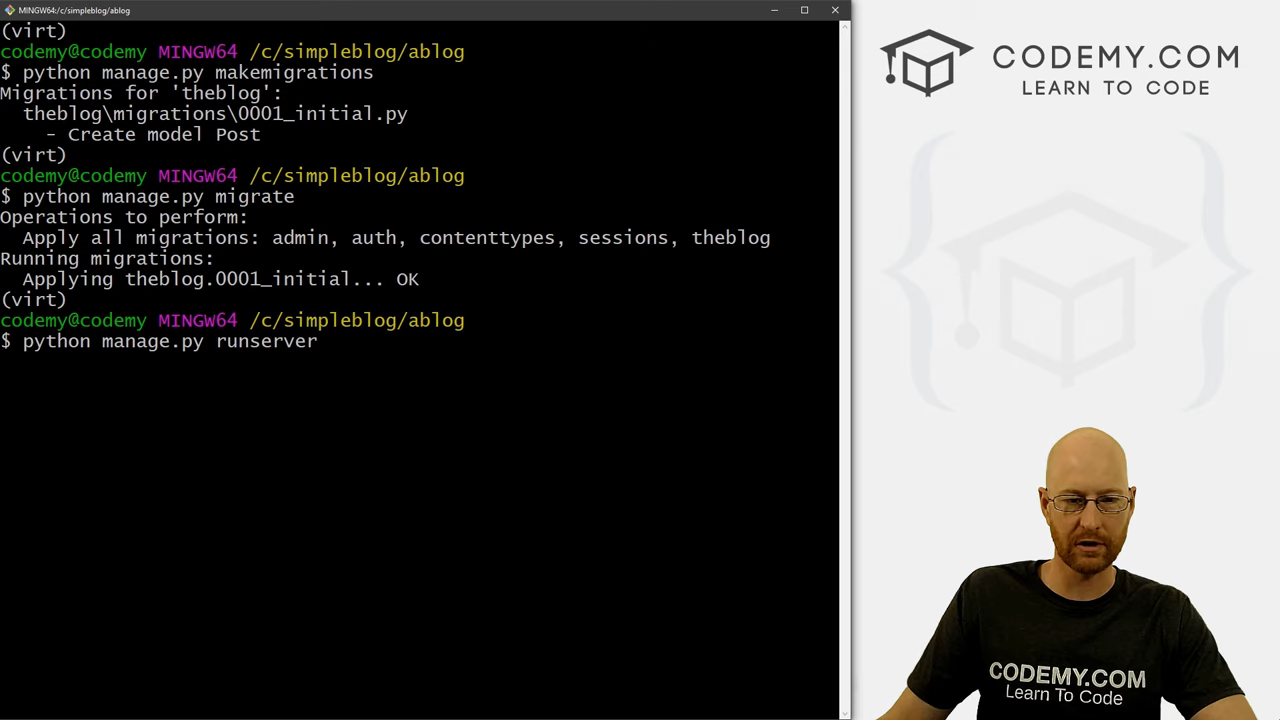 MINGW64:/c/simpleblog/ablog
(virt)
codemy@codemy MINGW64 /c/simpleblog/ablog
$ python manage.py makemigrations
Migrations for 'theblog':
  theblog\migrations\0001_initial.py
    - Create model Post
(virt)
codemy@codemy MINGW64 /c/simpleblog/ablog
$ python manage.py migrate
Operations to perform:
  Apply all migrations: admin, auth, contenttypes, sessions, theblog
Running migrations:
  Applying theblog.0001_initial... OK
(virt)
codemy@codemy MINGW64 /c/simpleblog/ablog
$ python manage.py runserver
CODEMY.COM
LEARN TO CODE
CODEMY.COM
Learn To Code